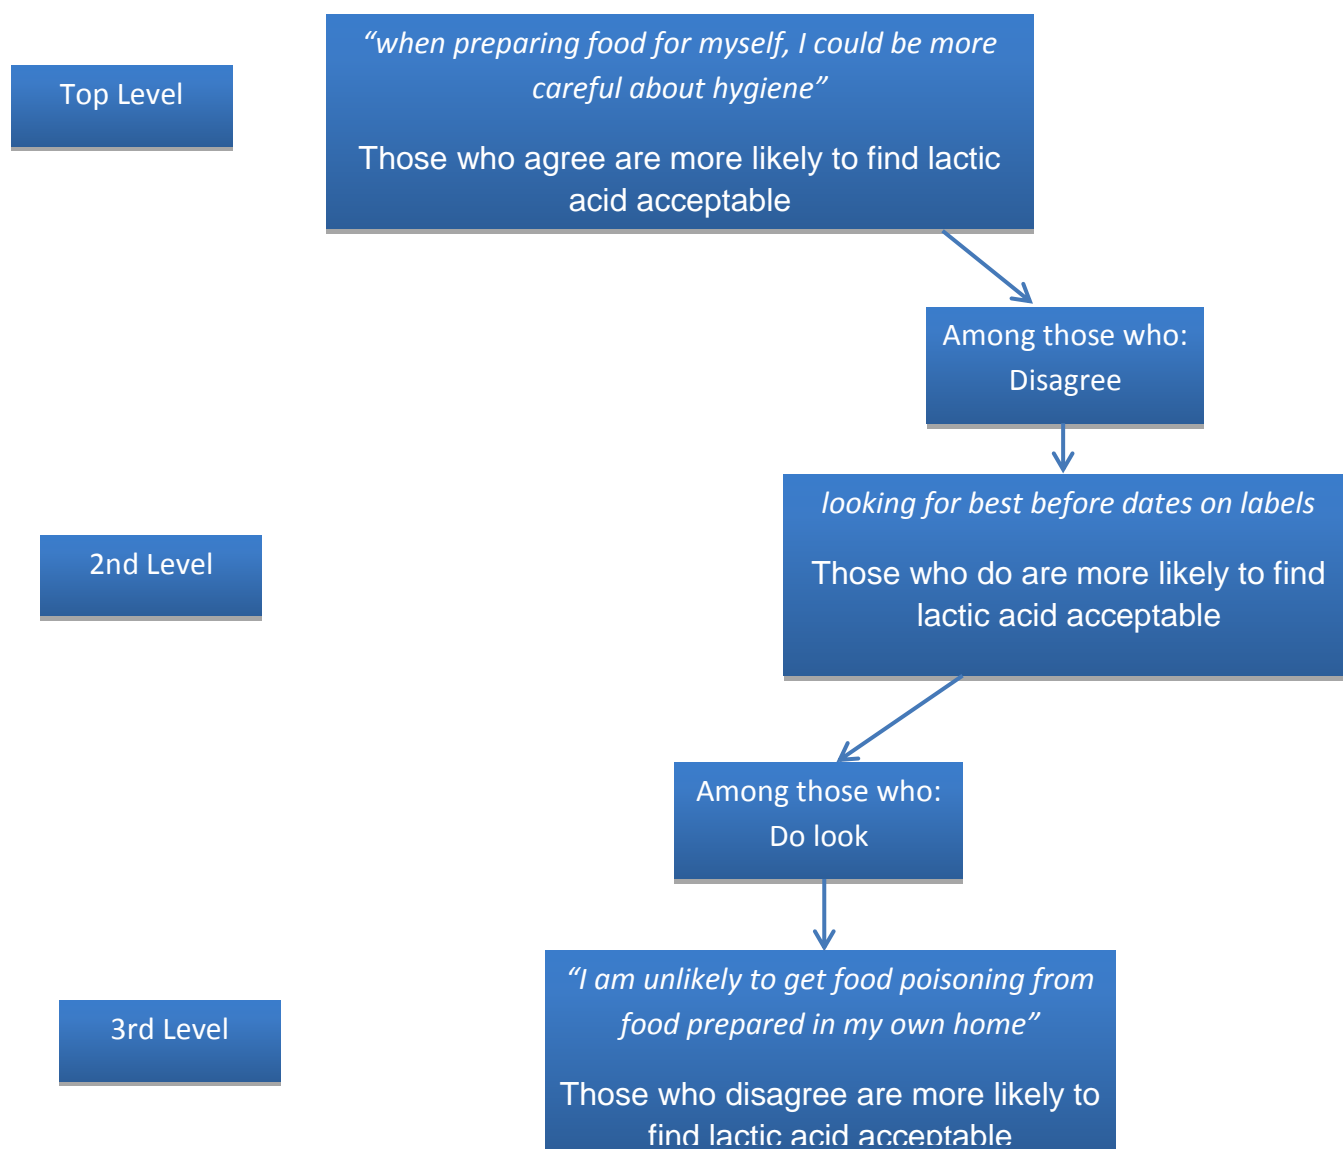 Top Level
“when preparing food for myself, I could be more
careful about hygiene”
Those who agree are more likely to find lactic
acid acceptable
Among those who:
Disagree
2nd Level
looking for best before dates on labels
Those who do are more likely to find
lactic acid acceptable
Among those who:
Do look
3rd Level
“I am unlikely to get food poisoning from
food prepared in my own home”
Those who disagree are more likely to
find lactic acid acceptable